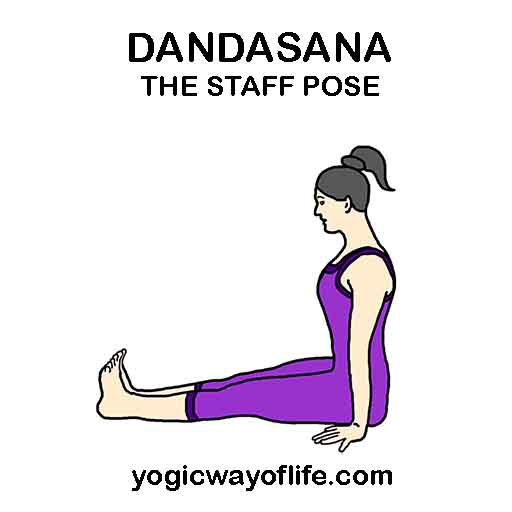 DANDASANA
THE STAFF POSE
yogicwayoflife.com